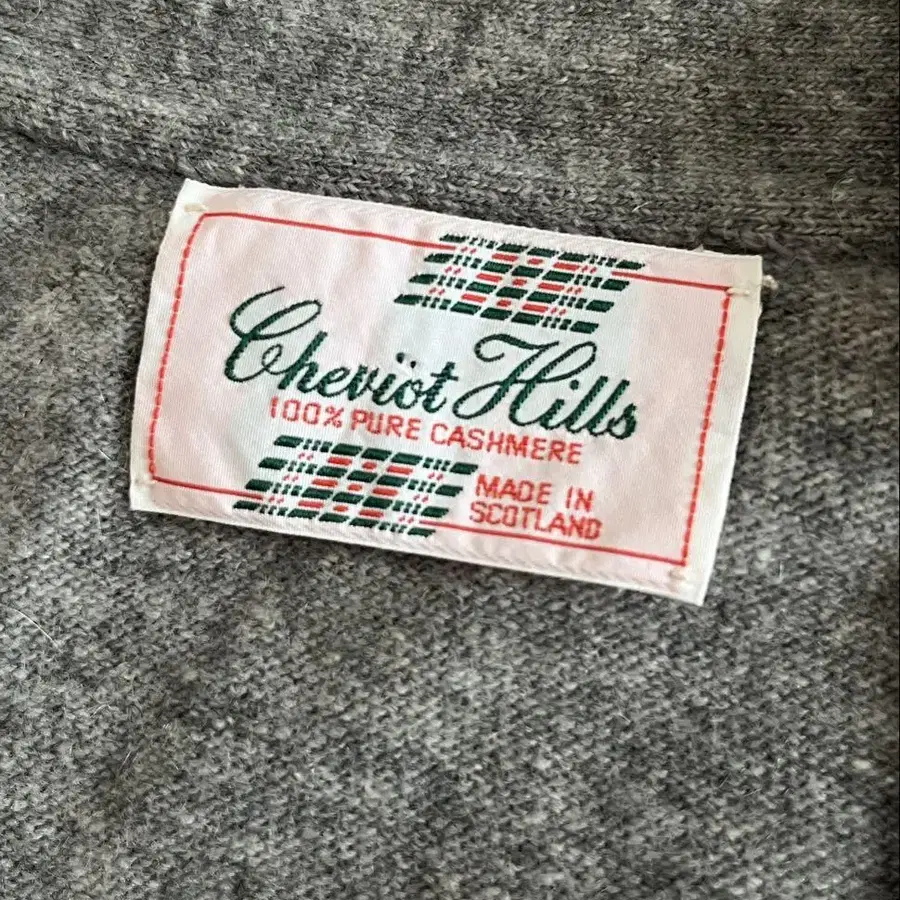 Cheviöt Hills
100% PURE CASHMERE
MADE IN
SCOTLAND